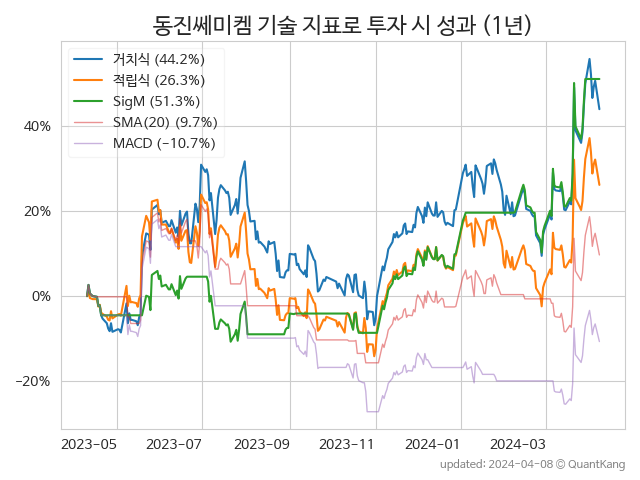 동진쎄미켐 기술 지표로 투자 시 성과 (1년)
거치식 (44.2%)
적립식 (26.3%)
SigM (51.3%)
SMA(20) (9.7%)
MACD (−10.7%)
40%
20%
0%
−20%
2023-05
2023-07
2023-09
2023-11
2024-01
2024-03
updated: 2024-04-08 ⓒ QuantKang